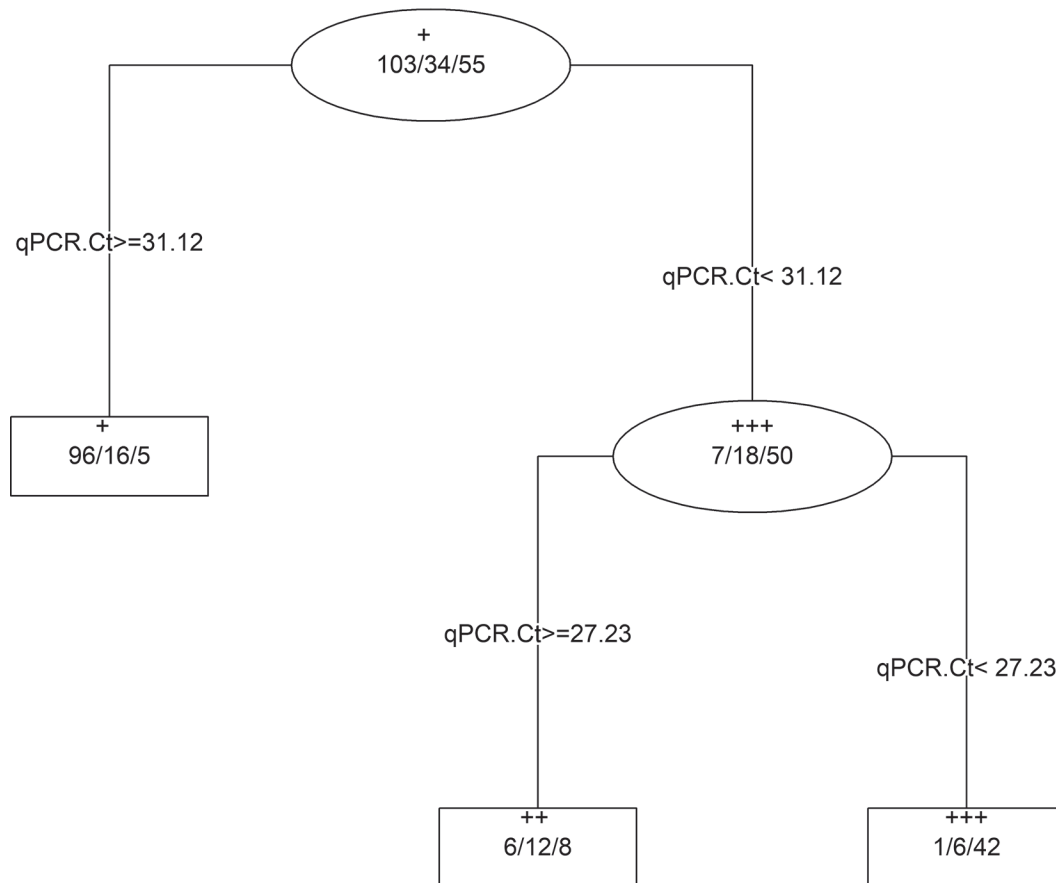 +
103/34/55
qPCR.Ct>=31.12
qPCR.Ct< 31.12
+
96/16/5
+++
7/18/50
qPCR.Ct>=27.23
qPCR.Ct< 27.23
++
6/12/8
+++
1/6/42